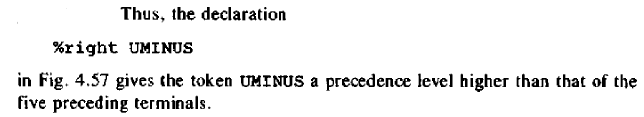 Thus, the declaration
%right UMINUS
in Fig. 4.57 gives the token UMINUS a precedence level higher than that of the
five preceding terminals.